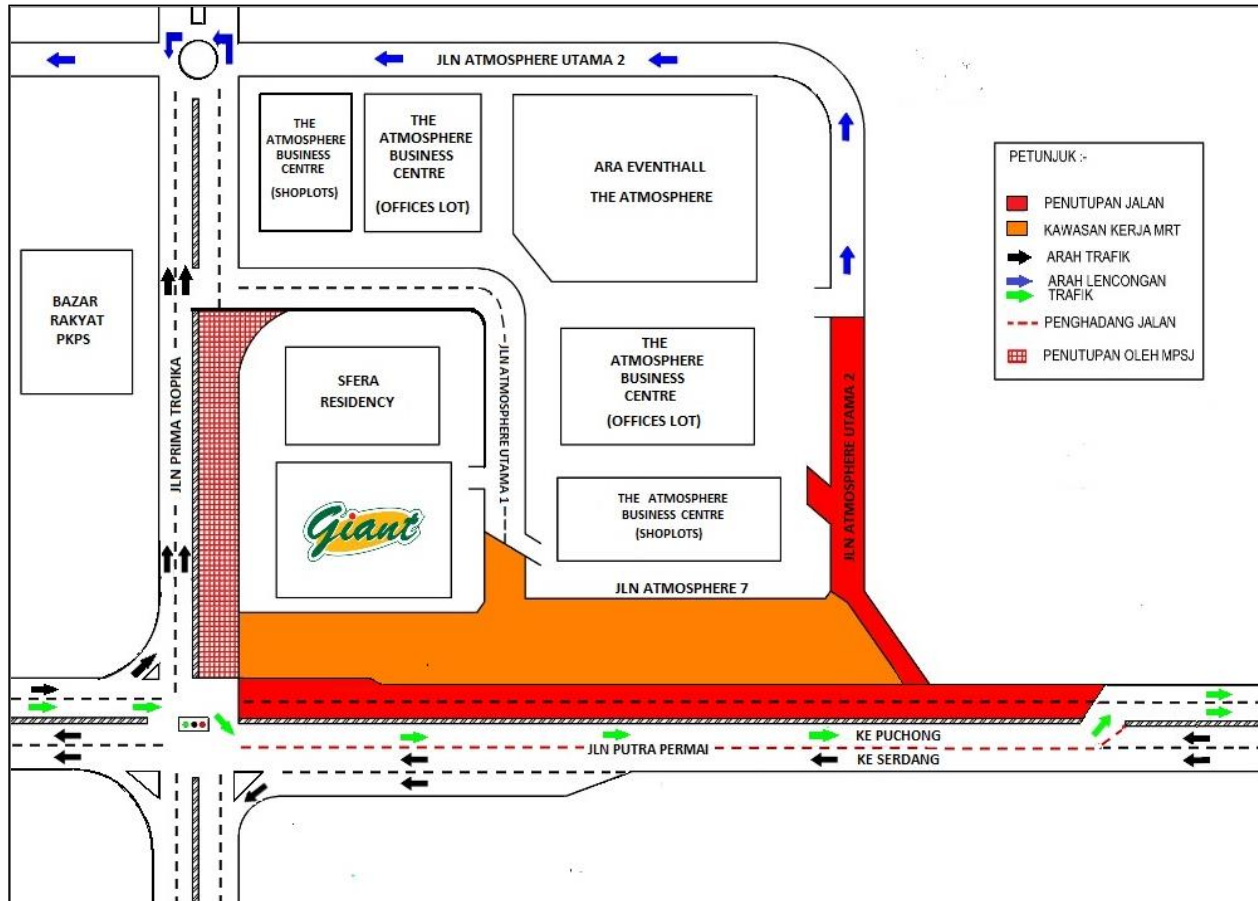 JLN ATMOSPHERE UTAMA 2
THE
ATMOSPHERE
BUSINESS
CENTRE
(SHOPLOTS)
THE
ATMOSPHERE
BUSINESS
CENTRE
(OFFICES LOT)
ARA EVENTHALL
THE ATMOSPHERE
PETUNJUK :-
PENUTUPAN JALAN
KAWASAN KERJA MRT
ARAH TRAFIK
ARAH LENCONGAN
TRAFIK
PENGHADANG JALAN
PENUTUPAN OLEH MPSJ
BAZAR
RAKYAT
PKPS
JLN PRIMA TROPIKA
SFERA
RESIDENCY
JLN ATMOSPHERE UTAMA 1
THE
ATMOSPHERE
BUSINESS
CENTRE
(OFFICES LOT)
JLN ATMOSPHERE UTAMA 2
Giant
THE ATMOSPHERE
BUSINESS CENTRE
(SHOPLOTS)
JLN ATMOSPHERE 7
KE PUCHONG
JLN PUTRA PERMAI
KE SERDANG